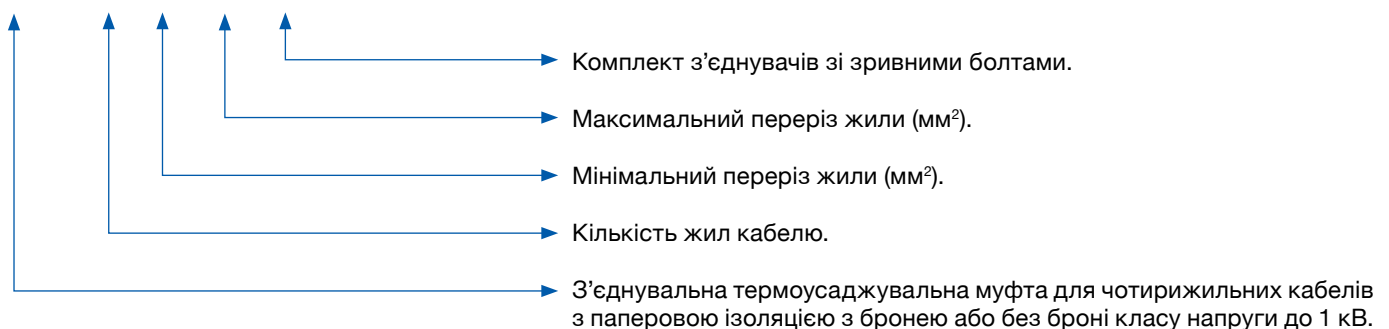 Комплект з’єднувачів зі зривними болтами.
Максимальний переріз жили (мм²).
Мінімальний переріз жили (мм²).
Кількість жил кабелю.
З’єднувальна термоусаджувальна муфта для чотирижильних кабелів
з паперовою ізоляцією з бронею або без броні класу напруги до 1 кВ.